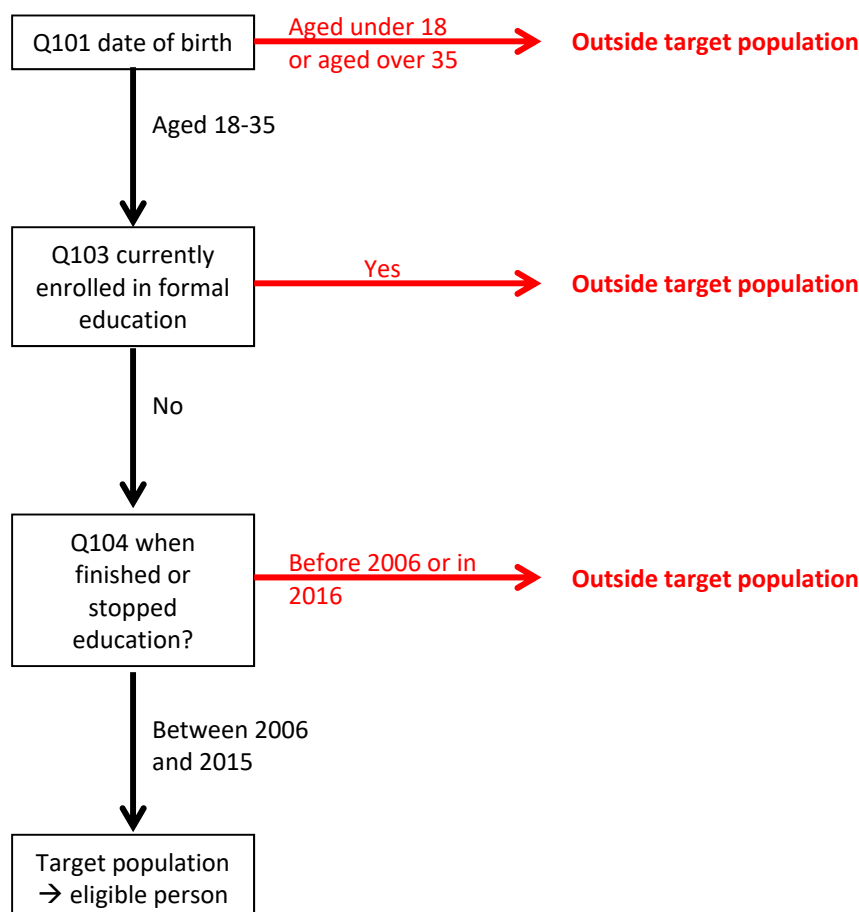 Q101 date of birth
Aged under 18
or aged over 35
Outside target population
Aged 18-35
Q103 currently
enrolled in formal
education
Yes
Outside target population
No
Q104 when
finished or
stopped
education?
Before 2006 or in
2016
Outside target population
Between 2006
and 2015
Target population
→ eligible person